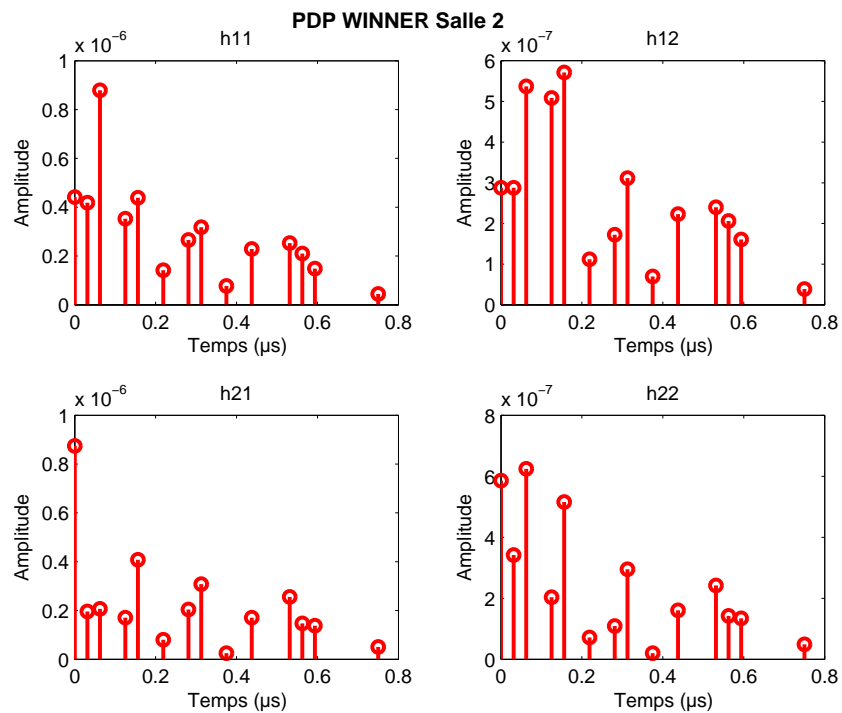 PDP WINNER Salle 2
h11
x 10⁻⁶
1
0.8
0.6
0.4
0.2
0
Amplitude
0 0.2 0.4 0.6 0.8
Temps (µs)
h12
x 10⁻⁷
6
5
4
3
2
1
0
Amplitude
0 0.2 0.4 0.6 0.8
Temps (µs)
h21
x 10⁻⁶
1
0.8
0.6
0.4
0.2
0
Amplitude
0 0.2 0.4 0.6 0.8
Temps (µs)
h22
x 10⁻⁷
8
6
4
2
0
Amplitude
0 0.2 0.4 0.6 0.8
Temps (µs)